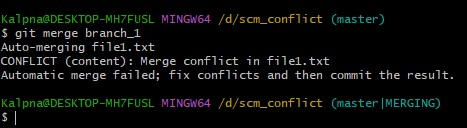 Kalpna@DESKTOP-MH7FUSL MINGW64 /d/scm_conflict (master)
$ git merge branch_1
Auto-merging file1.txt
CONFLICT (content): Merge conflict in file1.txt
Automatic merge failed; fix conflicts and then commit the result.
Kalpna@DESKTOP-MH7FUSL MINGW64 /d/scm_conflict (master|MERGING)
$